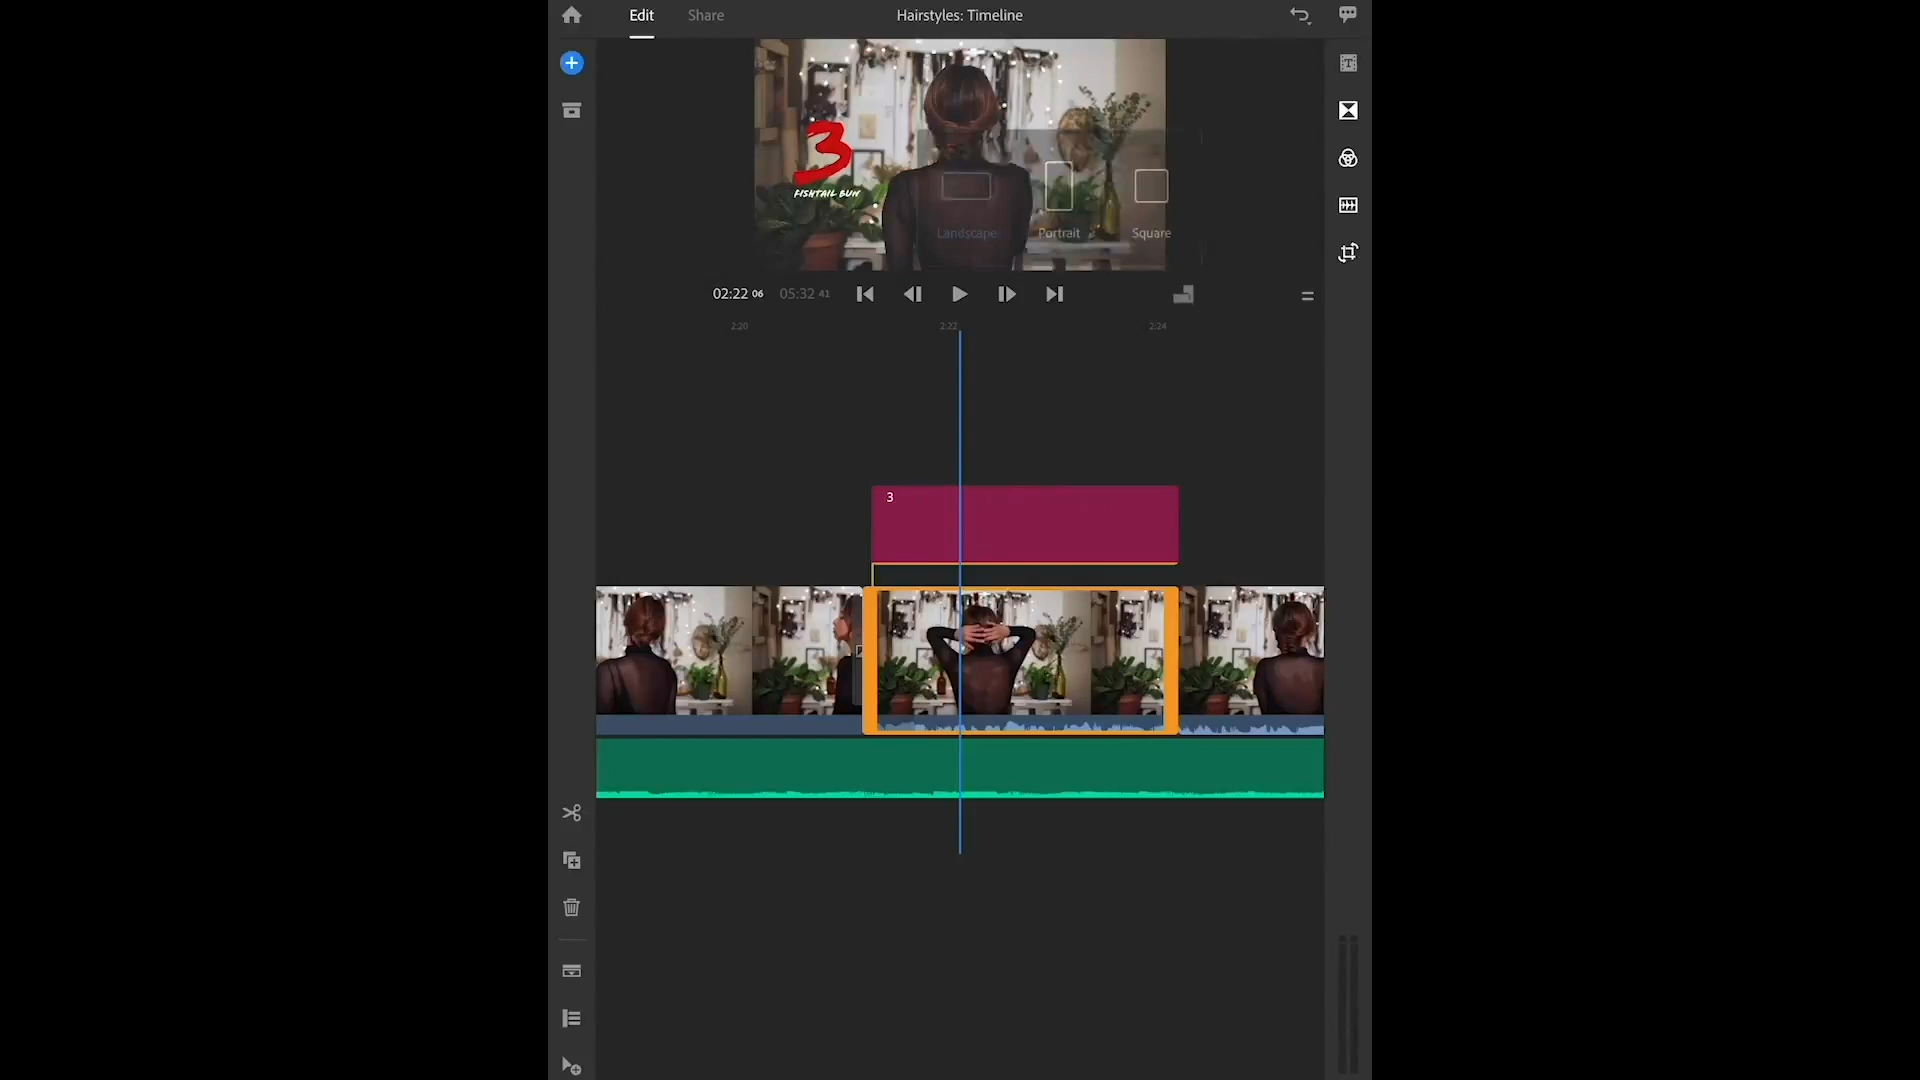 Edit
Share
Hairstyles: Timeline
3
FISHTAIL BUN
Landscape
Portrait
Square
02:22 06
05:32 41
2:20
2:22
2:24
3